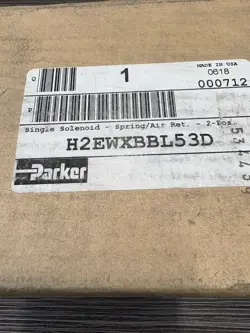 Q
1
MADE IN USA
0618
000712
P
Single Solenoid - Spring/Air Ret. - 2-Pos.
H2EWXBBL53D
Parker